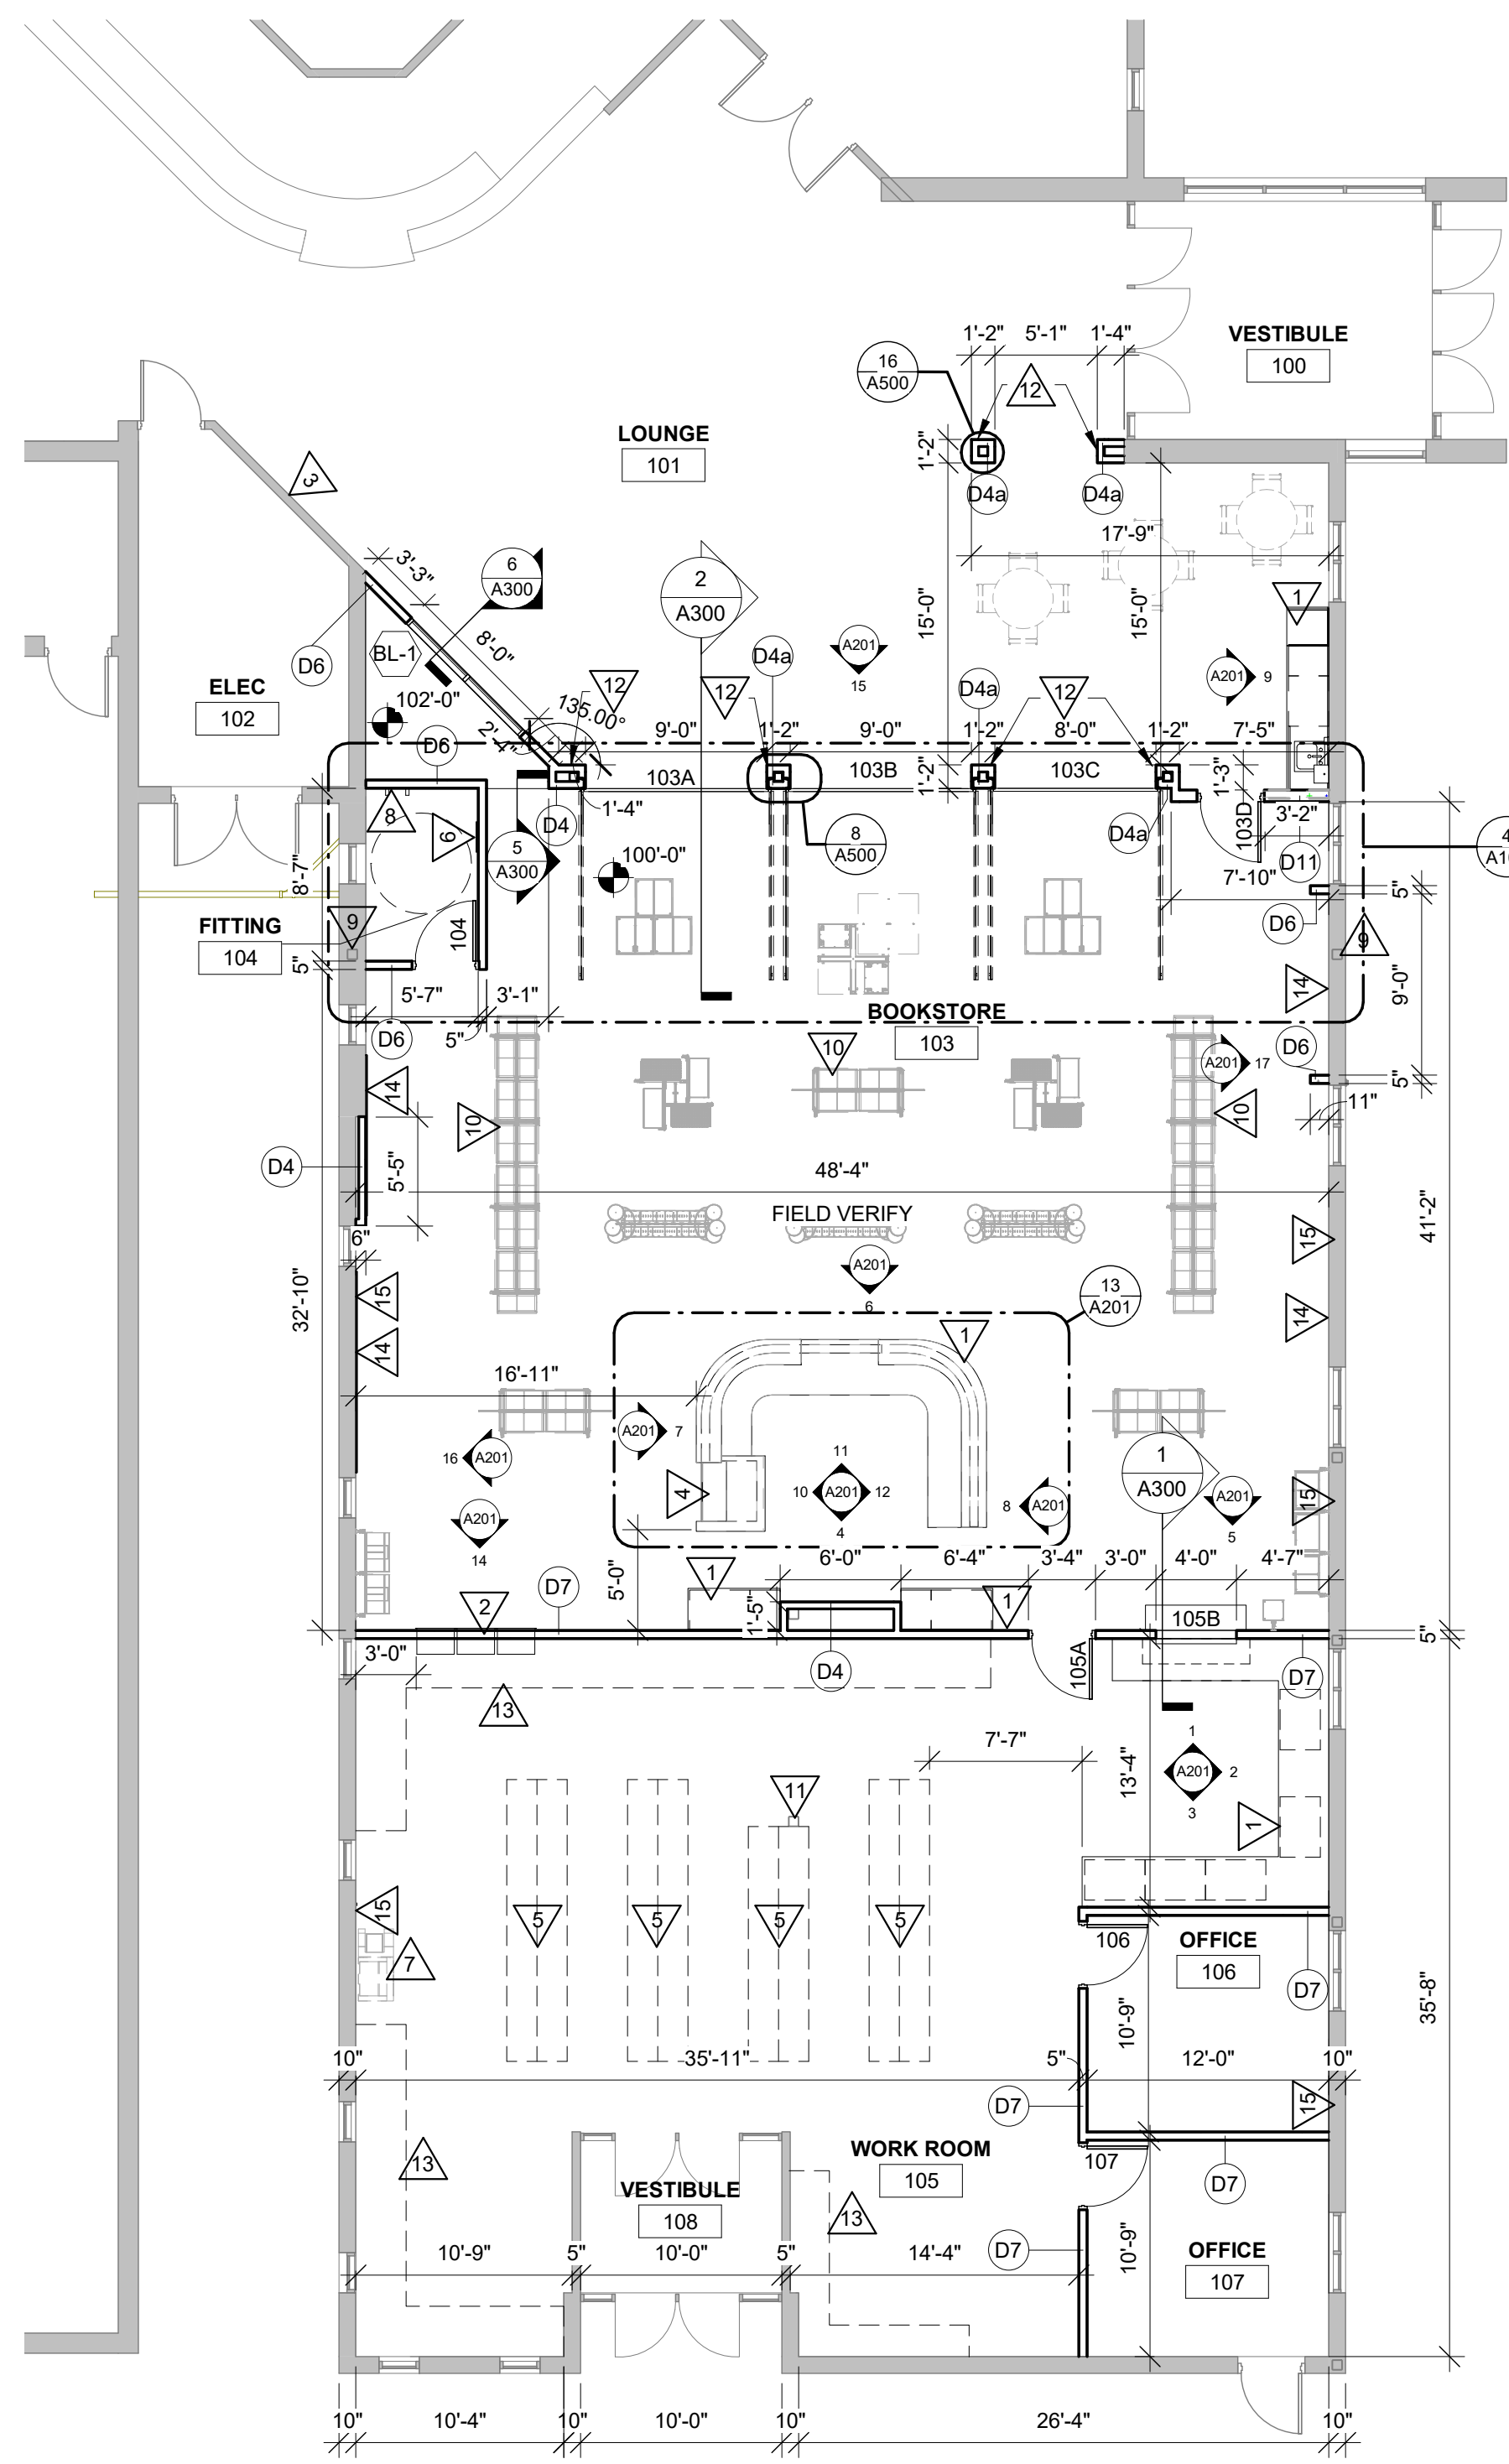 1'-2" 5'-1" 1'-4"
VESTIBULE
100
16
A500
12
LOUNGE
101
1'-2"
D4a
D4a
3
17'-9"
3'-3"
6
A300
2
A300
15'-0"
15'-0"
1
8'-0"
BL-1
D6
D4a
A201
15
A201
9
ELEC
102
102'-0"
12
12
D4a
12
135.00°
2'-4"
D6
9'-0"
1'-2"
9'-0"
1'-2"
8'-0"
1'-2"
7'-5"
103A
103B
103C
1'-2"
1'-3"
1'-4"
103D
3'-2"
8
6
D4
5
A300
8
A500
D4a
D11
4
8'-7"
100'-0"
7'-10"
5"
FITTING
104
9
104
D6
9
5"
5'-7"
3'-1"
14
9'-0"
BOOKSTORE
103
D6
5"
10
A201
17
D6
5"
14
10
10
11"
D4
5'-5"
48'-4"
FIELD VERIFY
41'-2"
6"
15
A201
6
13
A201
32'-10"
15
14
14
1
16'-11"
A201
7
16
A201
11
10
A201
12
4
4
8
A201
1
A300
A201
5
15
A201
14
6'-0"
6'-4"
3'-4"
3'-0"
4'-0"
4'-7"
5'-0"
D7
1
2
1'-5"
1
105B
5"
3'-0"
105A
D4
D7
13
7'-7"
13'-4"
1
A201
2
3
11
1
5
5
5
5
15
7
106
OFFICE
106
D7
10'-9"
35'-8"
10"
35'-11"
5"
12'-0"
10"
D7
15
WORK ROOM
105
107
D7
13
VESTIBULE
108
13
10'-9"
5"
10'-0"
5"
14'-4"
D7
10'-9"
OFFICE
107
10"
10'-4"
10"
10'-0"
10"
26'-4"
10"